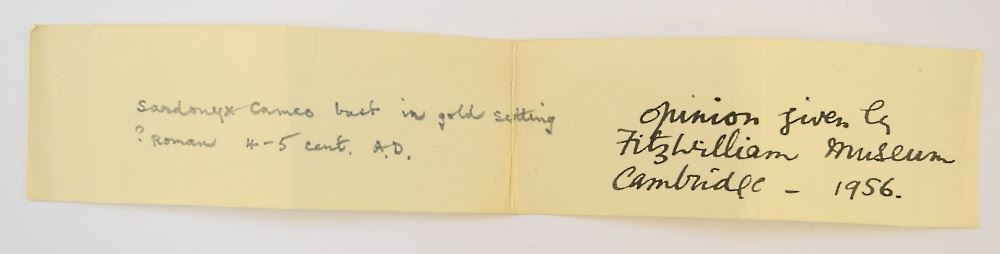 Sardonyx Cameo bust in gold setting
? Roman 4-5 cent. A.D.
opinion given by
FitzWilliam Museum
Cambridge - 1956.